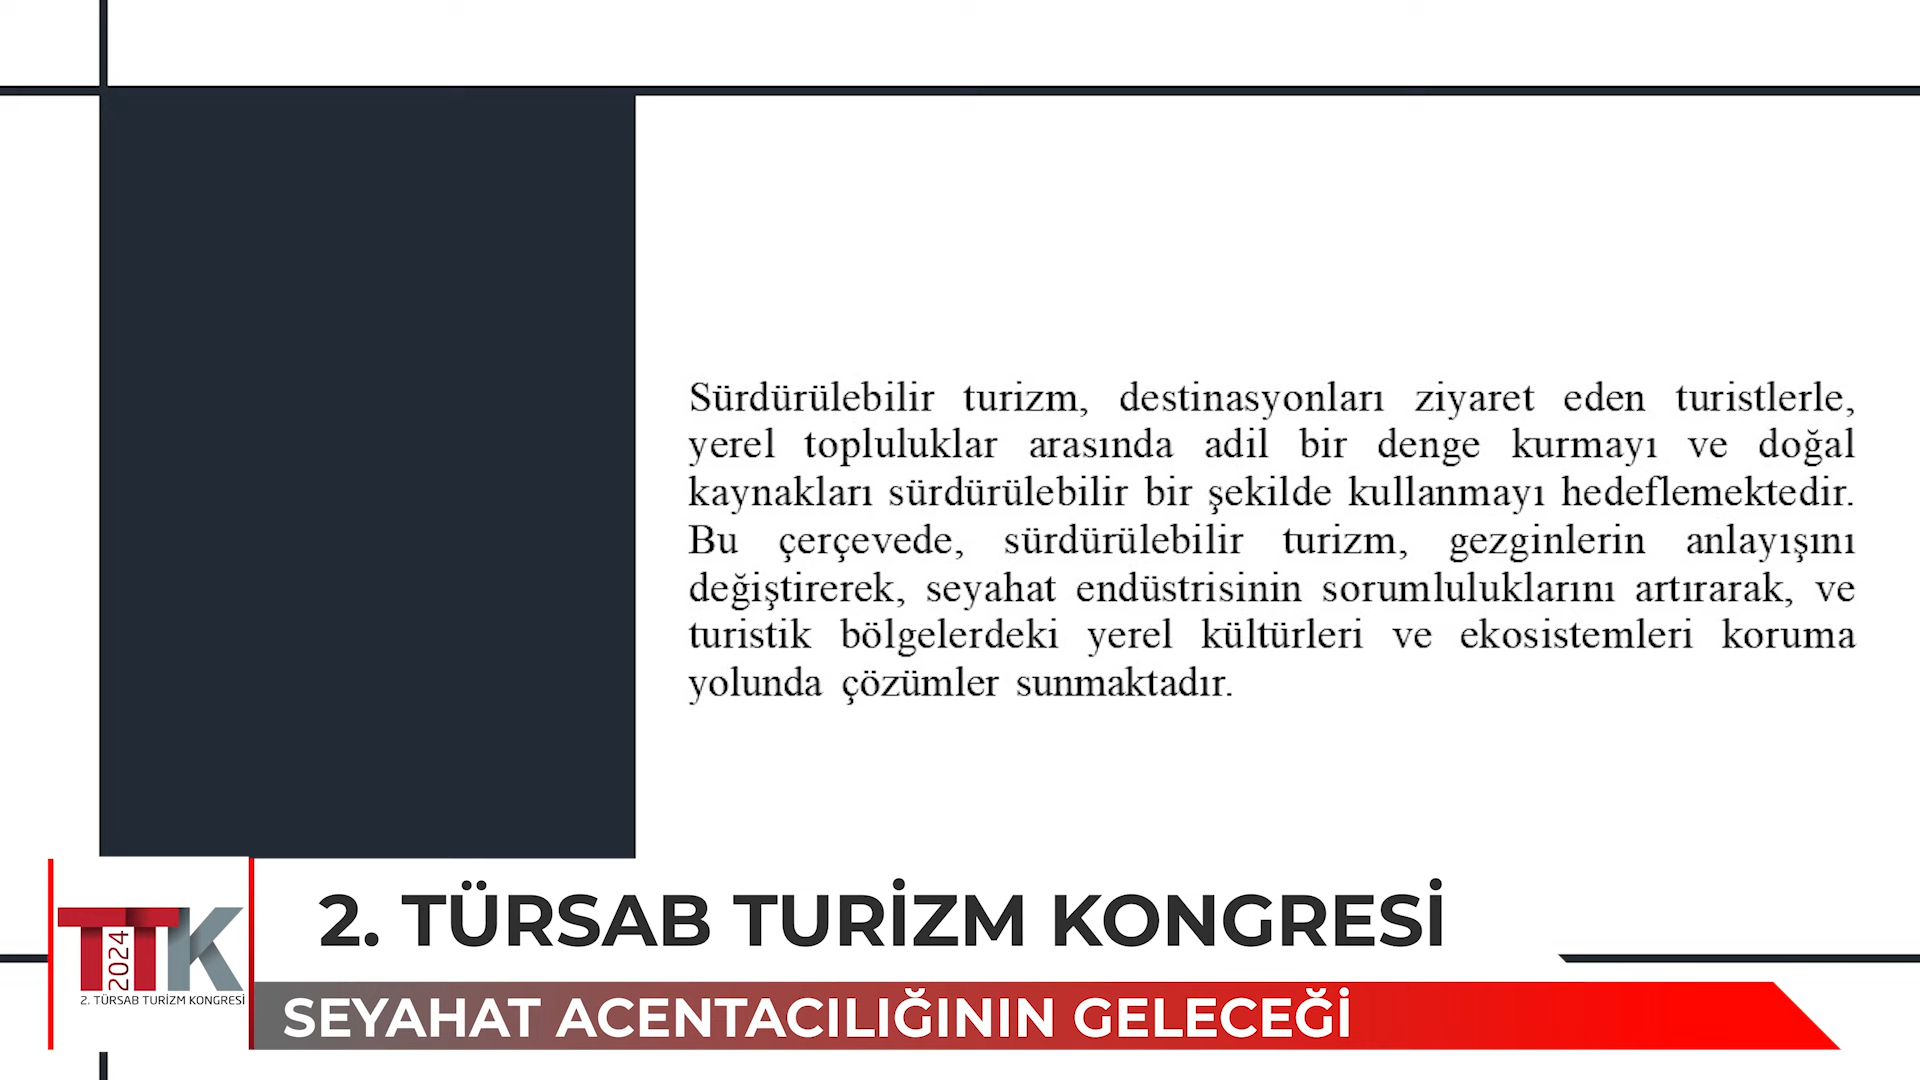 Sürdürülebilir turizm, destinasyonları ziyaret eden turistlerle,
yerel topluluklar arasında adil bir denge kurmayı ve doğal
kaynakları sürdürülebilir bir şekilde kullanmayı hedeflemektedir.
Bu çerçevede, sürdürülebilir turizm, gezginlerin anlayışını
değiştirerek, seyahat endüstrisinin sorumluluklarını artırarak, ve
turistik bölgelerdeki yerel kültürleri ve ekosistemleri koruma
yolunda çözümler sunmaktadır.
2. TÜRSAB TURİZM KONGRESİ
TTK
2024
2. TÜRSAB TURİZM KONGRESİ
SEYAHAT ACENTACILIĞININ GELECEĞİ